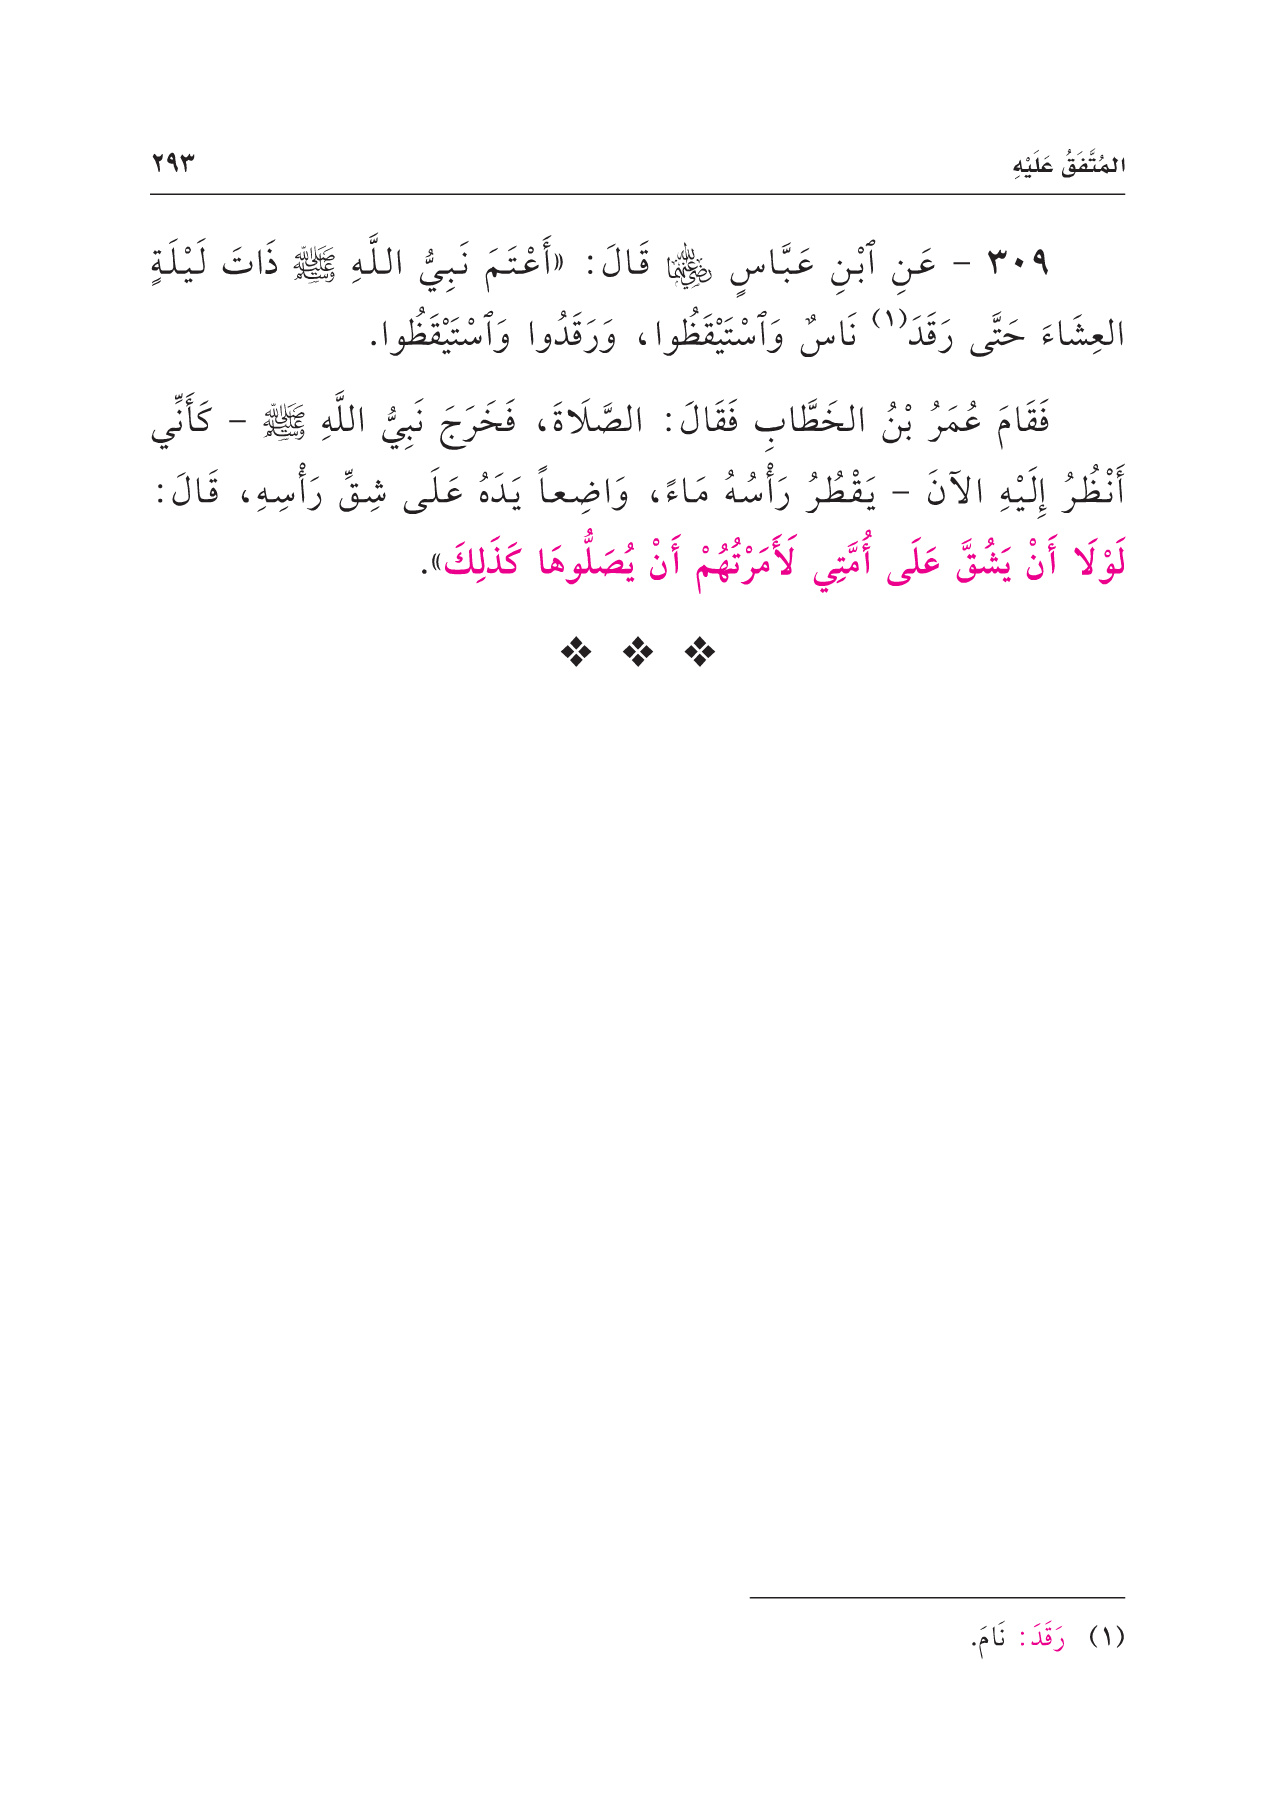 المُتَّفَقُ عَلَيْهِ ٢٩٣
٣٠٩ – عَنِ ٱبْنِ عَبَّاسٍ رضي الله عنهما قَالَ: «أَعْتَمَ نَبِيُّ اللَّهِ ﷺ ذَاتَ لَيْلَةٍ
العِشَاءَ حَتَّى رَقَدَ(١) نَاسٌ وَٱسْتَيْقَظُوا، وَرَقَدُوا وَٱسْتَيْقَظُوا.
فَقَامَ عُمَرُ بْنُ الخَطَّابِ فَقَالَ: الصَّلَاةَ، فَخَرَجَ نَبِيُّ اللَّهِ ﷺ – كَأَنِّي
أَنْظُرُ إِلَيْهِ الآنَ – يَقْطُرُ رَأْسُهُ مَاءً، وَاضِعاً يَدَهُ عَلَى شِقِّ رَأْسِهِ، قَالَ:
لَوْلَا أَنْ يَشُقَّ عَلَى أُمَّتِي لَأَمَرْتُهُمْ أَنْ يُصَلُّوهَا كَذَلِكَ».
(١) رَقَدَ: نَامَ.